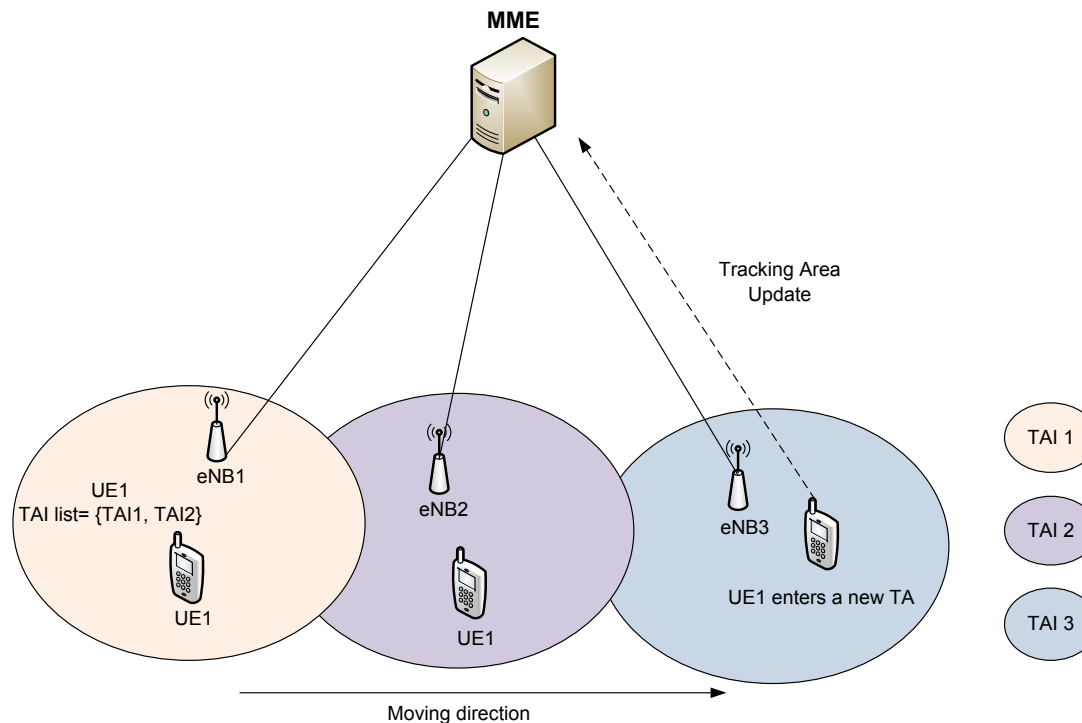 MME
Tracking Area
Update
eNB1
UE1
TAI list= {TAI1, TAI2}
UE1
eNB2
UE1
eNB3
UE1 enters a new TA
TAI 1
TAI 2
TAI 3
Moving direction